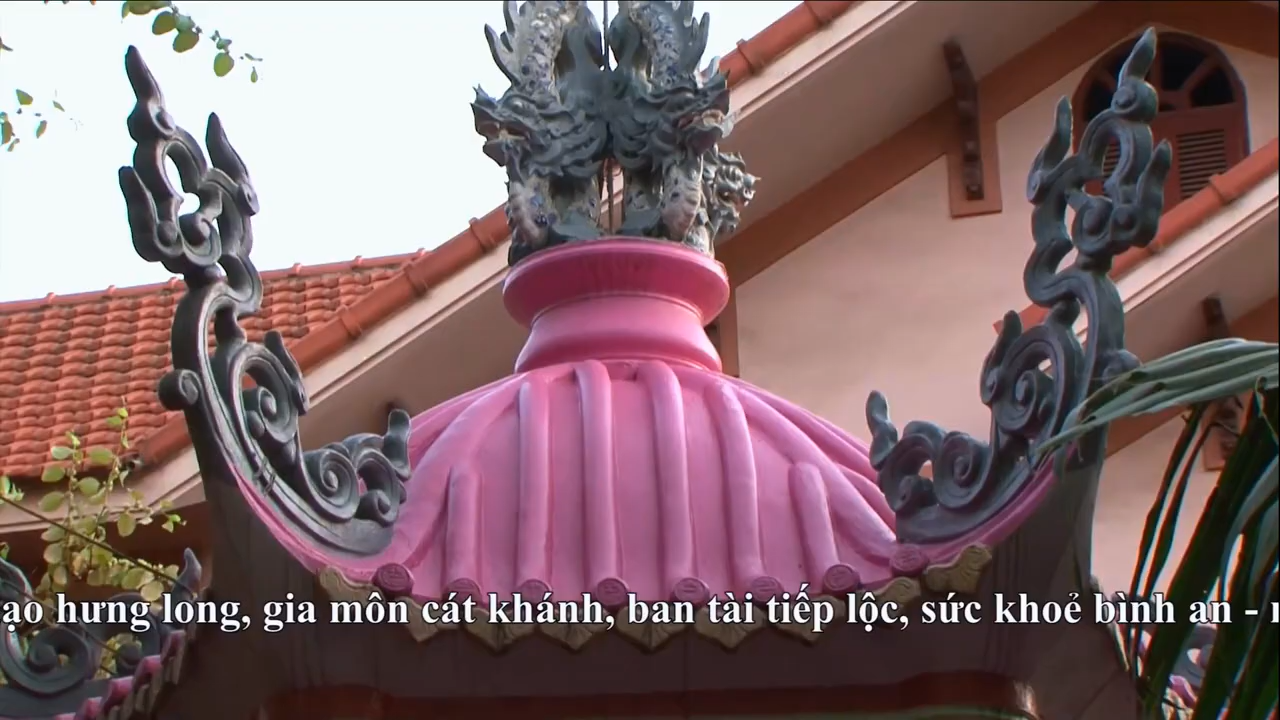 ạo hưng long, gia môn cát khánh, ban tài tiếp lộc, sức khoẻ bình an -